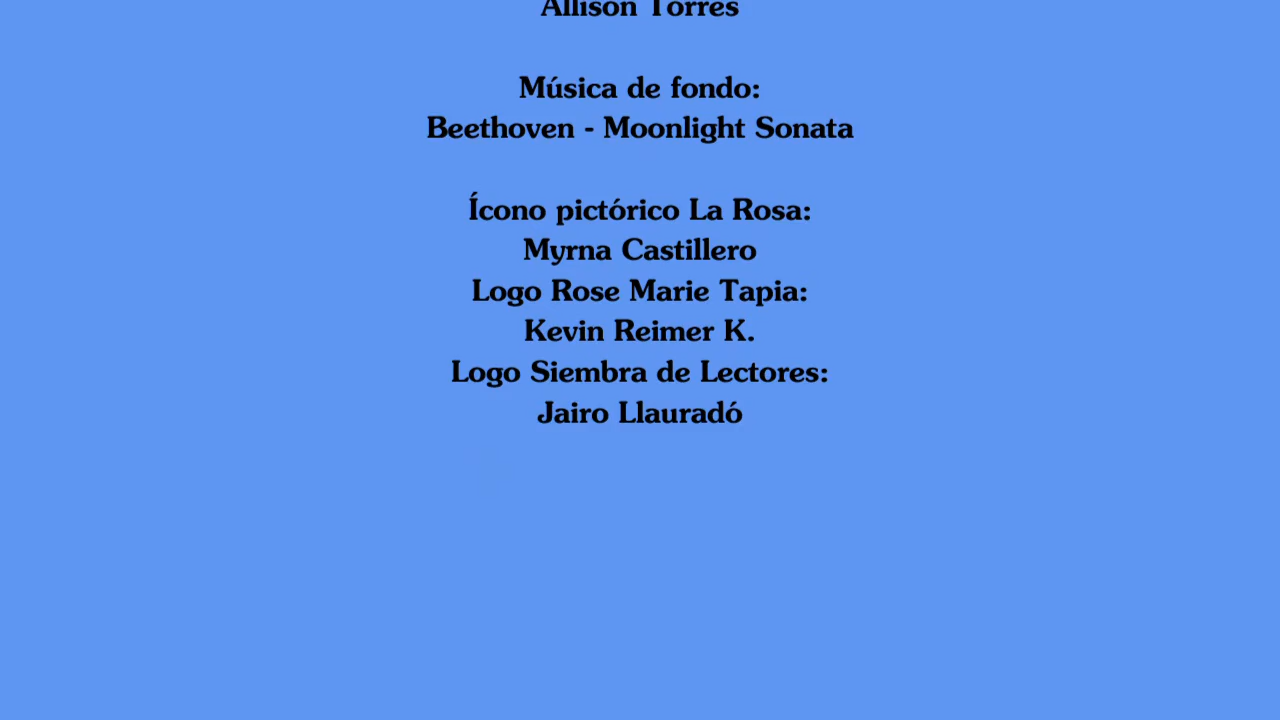 Allison Torres
Música de fondo:
Beethoven - Moonlight Sonata
Ícono pictórico La Rosa:
Myrna Castillero
Logo Rose Marie Tapia:
Kevin Reimer K.
Logo Siembra de Lectores:
Jairo Llauradó